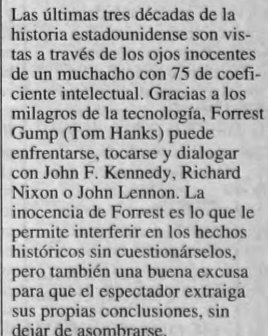 Las últimas tres décadas de la
historia estadounidense son vis-
tas a través de los ojos inocentes
de un muchacho con 75 de coefi-
ciente intelectual. Gracias a los
milagros de la tecnología, Forrest
Gump (Tom Hanks) puede
enfrentarse, tocarse y dialogar
con John F. Kennedy, Richard
Nixon o John Lennon. La
inocencia de Forrest es lo que le
permite interferir en los hechos
históricos sin cuestionárselos,
pero también una buena excusa
para que el espectador extraiga
sus propias conclusiones, sin
dejar de asombrarse.